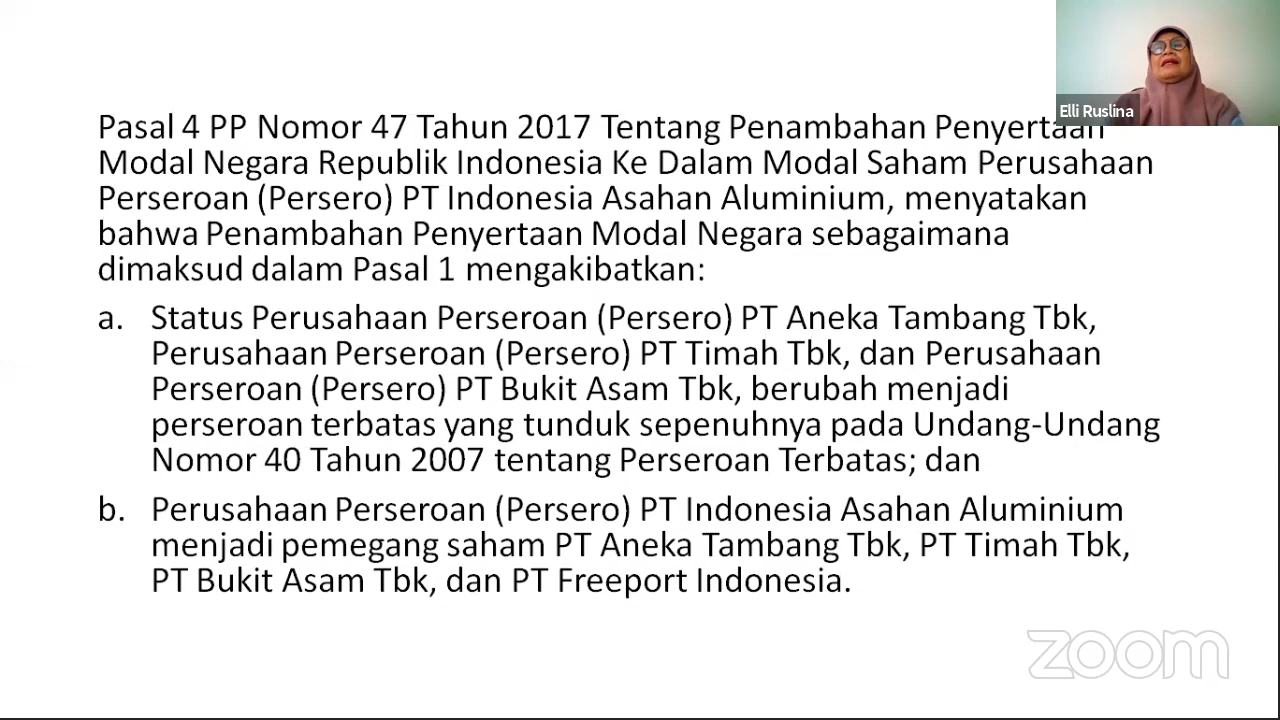 Elli Ruslina
Pasal 4 PP Nomor 47 Tahun 2017 Tentang Penambahan Penyertaan
Modal Negara Republik Indonesia Ke Dalam Modal Saham Perusahaan
Perseroan (Persero) PT Indonesia Asahan Aluminium, menyatakan
bahwa Penambahan Penyertaan Modal Negara sebagaimana
dimaksud dalam Pasal 1 mengakibatkan:
a. Status Perusahaan Perseroan (Persero) PT Aneka Tambang Tbk,
Perusahaan Perseroan (Persero) PT Timah Tbk, dan Perusahaan
Perseroan (Persero) PT Bukit Asam Tbk, berubah menjadi
perseroan terbatas yang tunduk sepenuhnya pada Undang-Undang
Nomor 40 Tahun 2007 tentang Perseroan Terbatas; dan
b. Perusahaan Perseroan (Persero) PT Indonesia Asahan Aluminium
menjadi pemegang saham PT Aneka Tambang Tbk, PT Timah Tbk,
PT Bukit Asam Tbk, dan PT Freeport Indonesia.
zoom